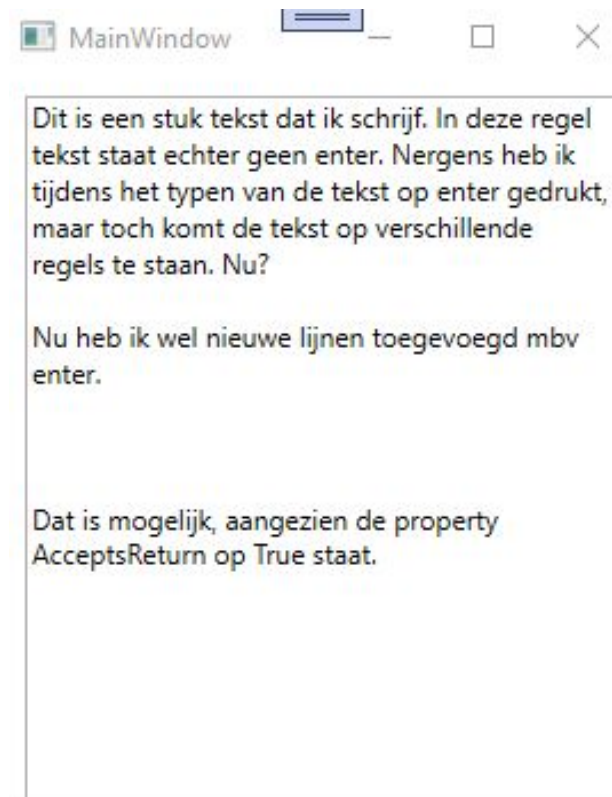 MainWindow
Dit is een stuk tekst dat ik schrijf. In deze regel
tekst staat echter geen enter. Nergens heb ik
tijdens het typen van de tekst op enter gedrukt,
maar toch komt de tekst op verschillende
regels te staan. Nu?
Nu heb ik wel nieuwe lijnen toegevoegd mbv
enter.
Dat is mogelijk, aangezien de property
AcceptsReturn op True staat.